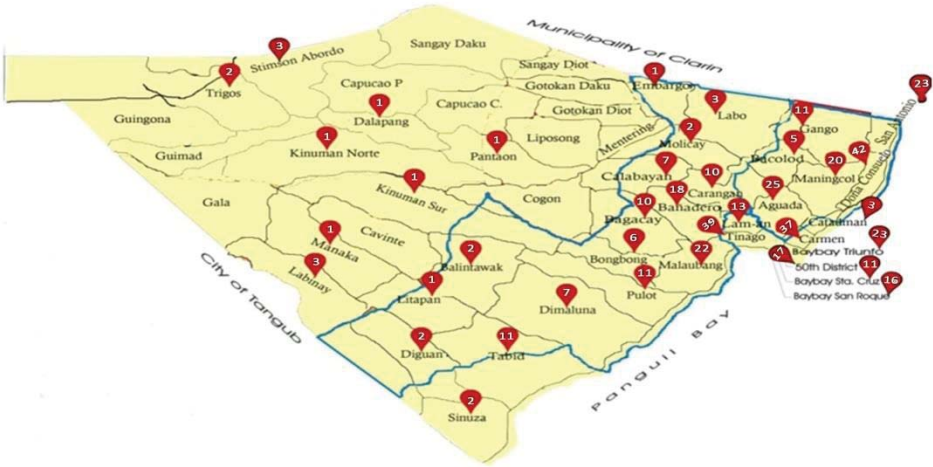 Sangay Daku
Municipality of Clarin
3
Stimson Abordo
Sangay Diot
1
Embargo
23
2
Trigos
Capucao P
Gotokan Daku
3
Labo
11
Gango
San Antonio
1
Dalapang
Capucao C.
Gotokan Diot
Guingona
2
Molicay
5
Bacolod
42
1
Kinuman Norte
1
Pantaon
Liposong
Mentering
20
Maningcol
Doña Consuelo
Guimad
7
Calabayan
10
Carangan
25
Aguada
1
Kinuman Sur
18
Banadero
Gala
Cogon
10
Bagacay
13
Lam-an
3
Catadman
39
Tinago
37
Carmen
1
Manaka
Cavinte
6
Bongbong
22
Malaubang
23
Baybay Triunfo
17
2
Balintawak
3
Labinay
11
50th District
Baybay Sta. Cruz
16
Baybay San Roque
1
Litapan
11
Pulot
7
Dimaluna
City of Tangub
2
Diguan
11
Tabid
Panguil Bay
2
Sinuza